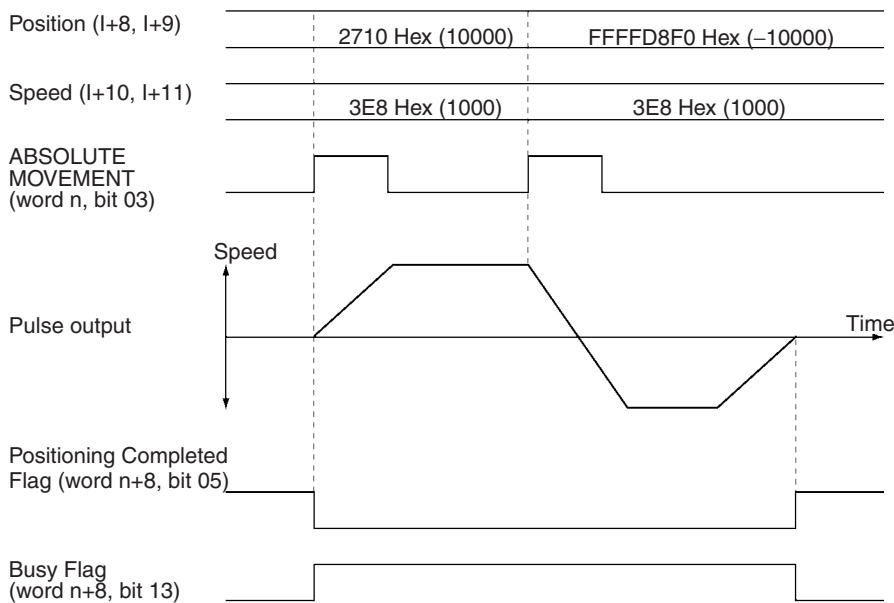 Position (I+8, I+9)
2710 Hex (10000)
FFFFD8F0 Hex (–10000)
Speed (I+10, I+11)
3E8 Hex (1000)
3E8 Hex (1000)
ABSOLUTE
MOVEMENT
(word n, bit 03)
Speed
Pulse output
Time
Positioning Completed
Flag (word n+8, bit 05)
Busy Flag
(word n+8, bit 13)